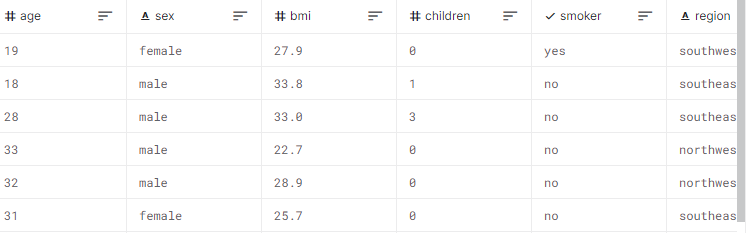 # age A sex # bmi # children ✓ smoker A region
19 female 27.9 0 yes southwes
18 male 33.8 1 no southeas
28 male 33.0 3 no southeas
33 male 22.7 0 no northwes
32 male 28.9 0 no northwes
31 female 25.7 0 no southeas